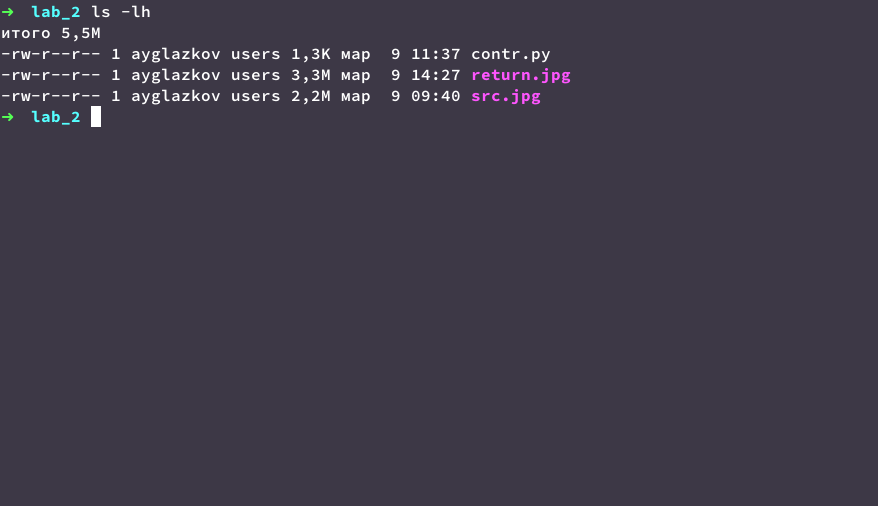 ➜ lab_2 ls -lh
итого 5,5M
-rw-r--r-- 1 ayglazkov users 1,3K мар  9 11:37 contr.py
-rw-r--r-- 1 ayglazkov users 3,3M мар  9 14:27 return.jpg
-rw-r--r-- 1 ayglazkov users 2,2M мар  9 09:40 src.jpg
➜ lab_2